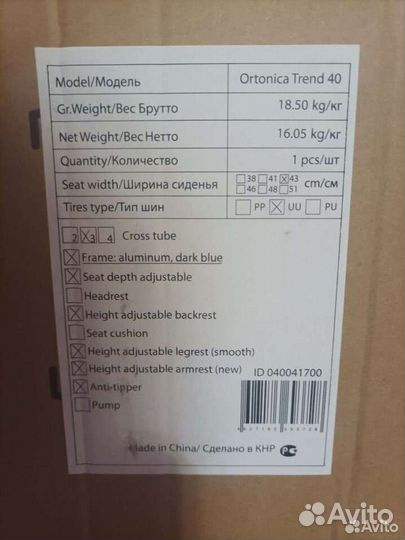 Model/Модель Ortonica Trend 40
Gr.Weight/Вес Брутто 18.50 kg/кг
Net Weight/Вес Нетто 16.05 kg/кг
Quantity/Количество 1 pcs/шт
Seat width/Ширина сиденья 38 41 43 cm/см
46 48 51
Tires type/Тип шин PP UU PU
2 3 4 Cross tube
Frame: aluminum, dark blue
Seat depth adjustable
Headrest
Height adjustable backrest
Seat cushion
Height adjustable legrest (smooth)
Height adjustable armrest (new) ID 040041700
Anti-tipper
Pump
Made in China/ Сделано в КНР
Avito
Avito